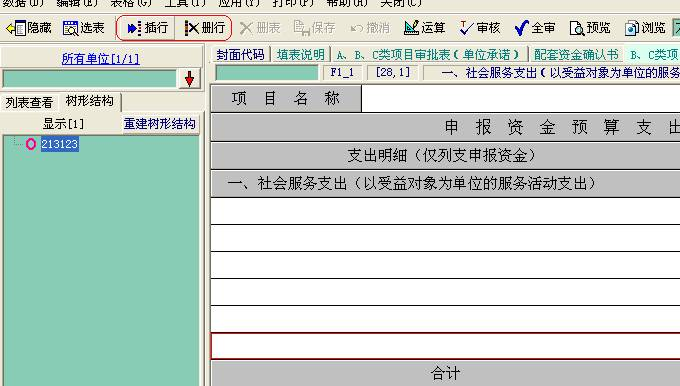 数据(D) 编辑(E) 表格(G) 工具(T) 应用(Y) 打印(P) 帮助(H) 关闭(C)
隐藏 选表 插行 删行 删表 保存 撤消 运算 审核 全审 预览 浏览
所有单位[1/1]
封面代码 填表说明 A、B、C类项目审批表(单位承诺) 配套资金确认书 B、C类项
F1_1 [28,1] 一、社会服务支出(以受益对象为单位的服务
列表查看 树形结构
项 目 名 称
显示[1] 重建树形结构
申 报 资 金 预 算 支 出
213123
支出明细（仅列支申报资金）
一、社会服务支出（以受益对象为单位的服务活动支出）
合计